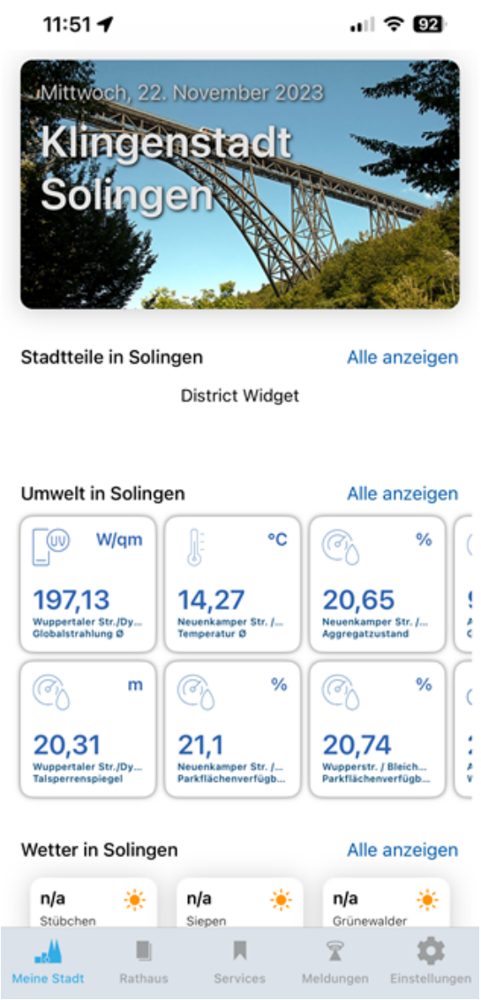 11:51
92
Mittwoch, 22. November 2023
Klingenstadt
Solingen
Stadtteile in Solingen Alle anzeigen
District Widget
Umwelt in Solingen Alle anzeigen
UV W/qm °C %
197,13 14,27 20,65
Wuppertaler Str./Dy... Neuenkamper Str. /... Neuenkamper Str. /...
Globalstrahlung Ø Temperatur Ø Aggregatzustand
m % %
20,31 21,1 20,74
Wuppertaler Str./Dy... Neuenkamper Str. /... Wupperstr. / Bleich...
Talsperrenspiegel Parkflächenverfügb... Parkflächenverfügb...
Wetter in Solingen Alle anzeigen
n/a n/a n/a
Stübchen Siepen Grünewalder
Meine Stadt Rathaus Services Meldungen Einstellungen